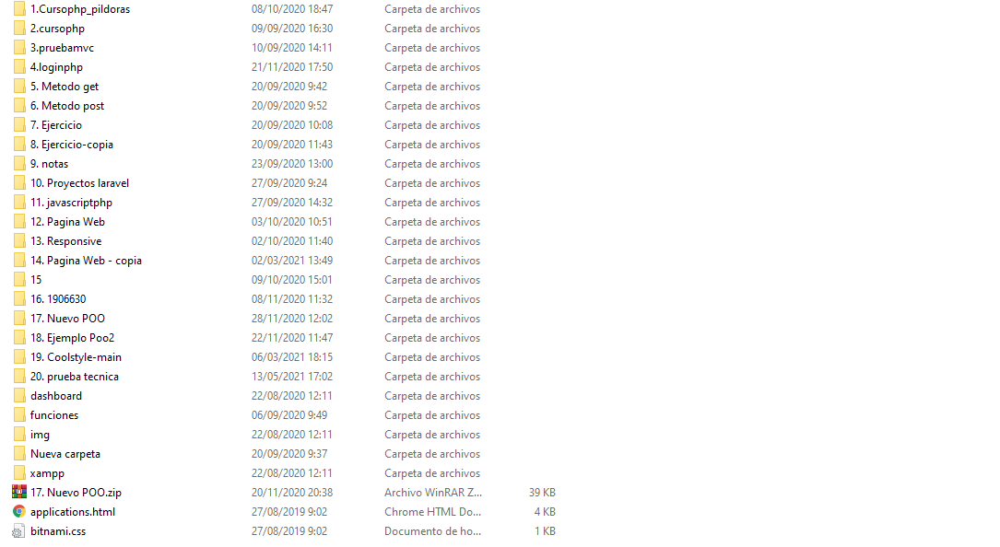 1.Cursophp_pildoras 08/10/2020 18:47 Carpeta de archivos
2.cursophp 09/09/2020 16:30 Carpeta de archivos
3.pruebamvc 10/09/2020 14:11 Carpeta de archivos
4.loginphp 21/11/2020 17:50 Carpeta de archivos
5. Metodo get 20/09/2020 9:42 Carpeta de archivos
6. Metodo post 20/09/2020 9:52 Carpeta de archivos
7. Ejercicio 20/09/2020 10:08 Carpeta de archivos
8. Ejercicio-copia 20/09/2020 11:43 Carpeta de archivos
9. notas 23/09/2020 13:00 Carpeta de archivos
10. Proyectos laravel 27/09/2020 9:24 Carpeta de archivos
11. javascriptphp 27/09/2020 14:32 Carpeta de archivos
12. Pagina Web 03/10/2020 10:51 Carpeta de archivos
13. Responsive 02/10/2020 11:40 Carpeta de archivos
14. Pagina Web - copia 02/03/2021 13:49 Carpeta de archivos
15 09/10/2020 15:01 Carpeta de archivos
16. 1906630 08/11/2020 11:32 Carpeta de archivos
17. Nuevo POO 28/11/2020 12:02 Carpeta de archivos
18. Ejemplo Poo2 22/11/2020 11:47 Carpeta de archivos
19. Coolstyle-main 06/03/2021 18:15 Carpeta de archivos
20. prueba tecnica 13/05/2021 17:02 Carpeta de archivos
dashboard 22/08/2020 12:11 Carpeta de archivos
funciones 06/09/2020 9:49 Carpeta de archivos
img 22/08/2020 12:11 Carpeta de archivos
Nueva carpeta 20/09/2020 9:37 Carpeta de archivos
xampp 22/08/2020 12:11 Carpeta de archivos
17. Nuevo POO.zip 20/11/2020 20:38 Archivo WinRAR Z... 39 KB
applications.html 27/08/2019 9:02 Chrome HTML Do... 4 KB
bitnami.css 27/08/2019 9:02 Documento de ho... 1 KB